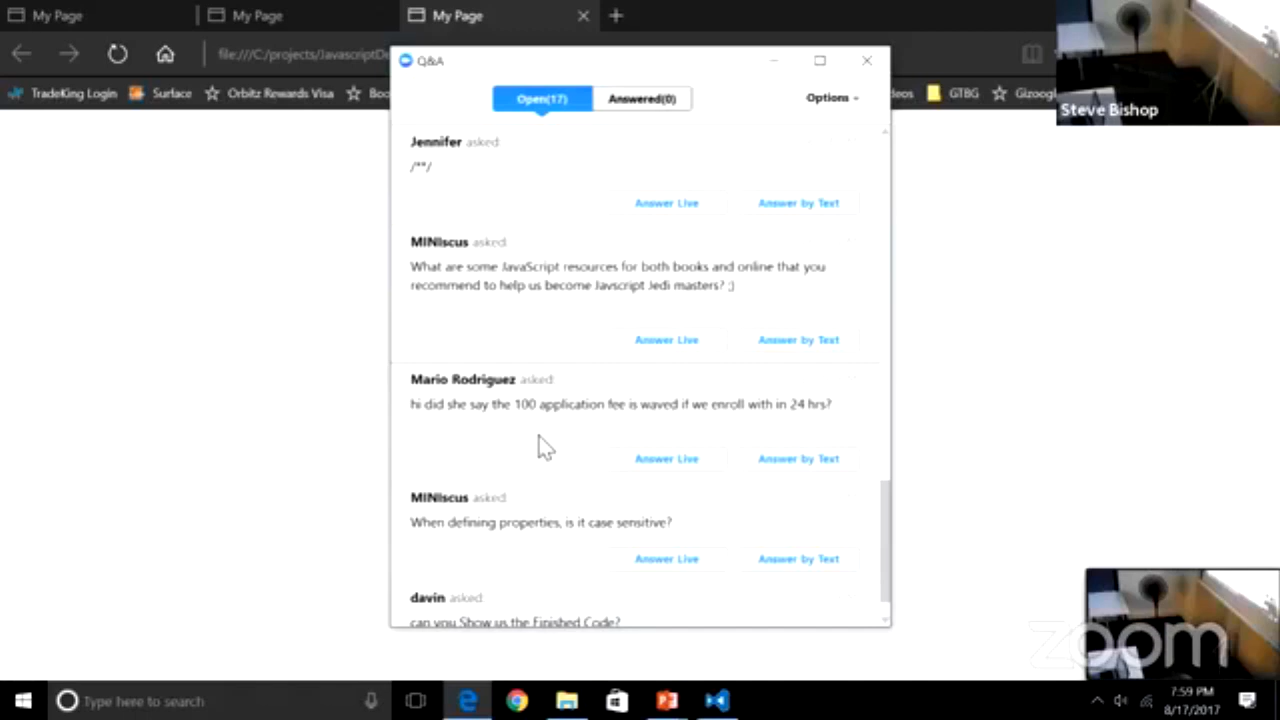 My Page
My Page
My Page
file:///C:/projects/JavascriptDe
TradeKing Login
Surface
Orbitz Rewards Visa
Boo
deos
GTBG
Gizoogl
Steve Bishop
Q&A
Open(17)
Answered(0)
Options
Jennifer asked:
/**/
Answer Live
Answer by Text
MINIscus asked:
What are some JavaScript resources for both books and online that you
recommend to help us become Javscript Jedi masters? ;)
Answer Live
Answer by Text
Mario Rodriguez asked:
hi did she say the 100 application fee is waved if we enroll with in 24 hrs?
Answer Live
Answer by Text
MINIscus asked:
When defining properties, is it case sensitive?
Answer Live
Answer by Text
davin asked:
can you Show us the Finished Code?
zoom
Type here to search
7:59 PM
8/17/2017